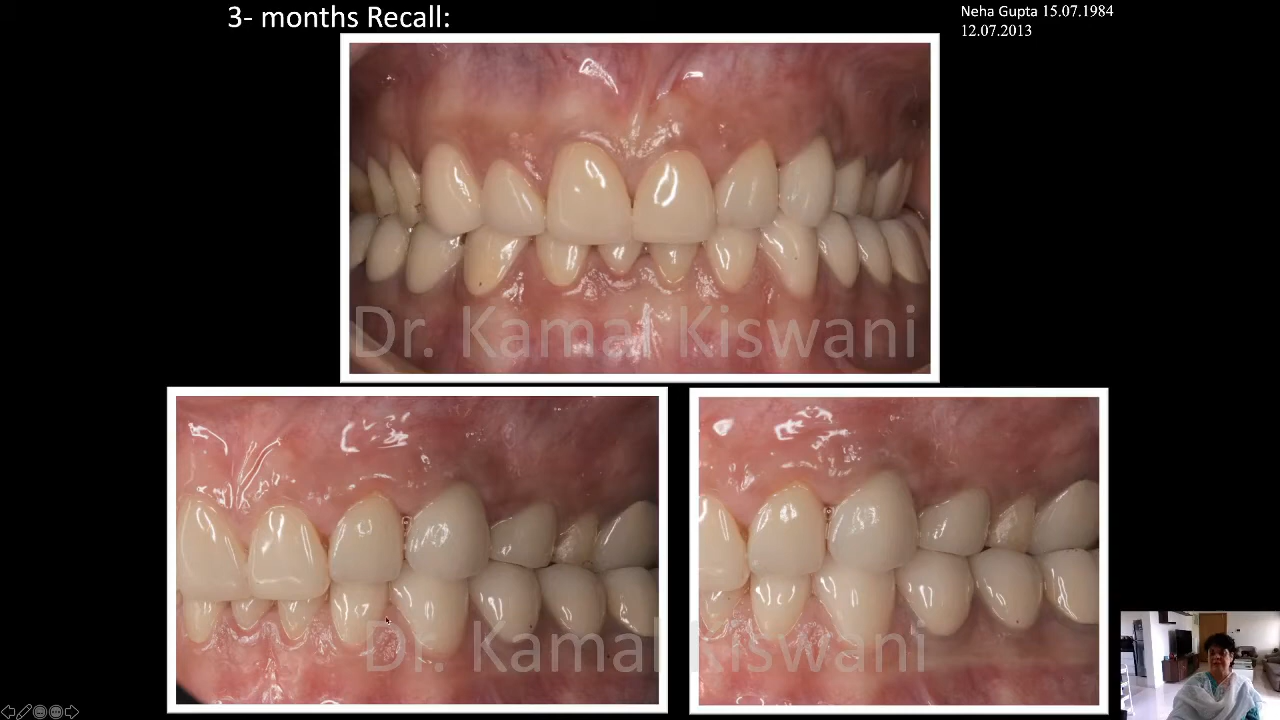 3- months Recall:
Neha Gupta 15.07.1984
12.07.2013
Dr. Kamal Kiswani
Dr. Kamal Kiswani